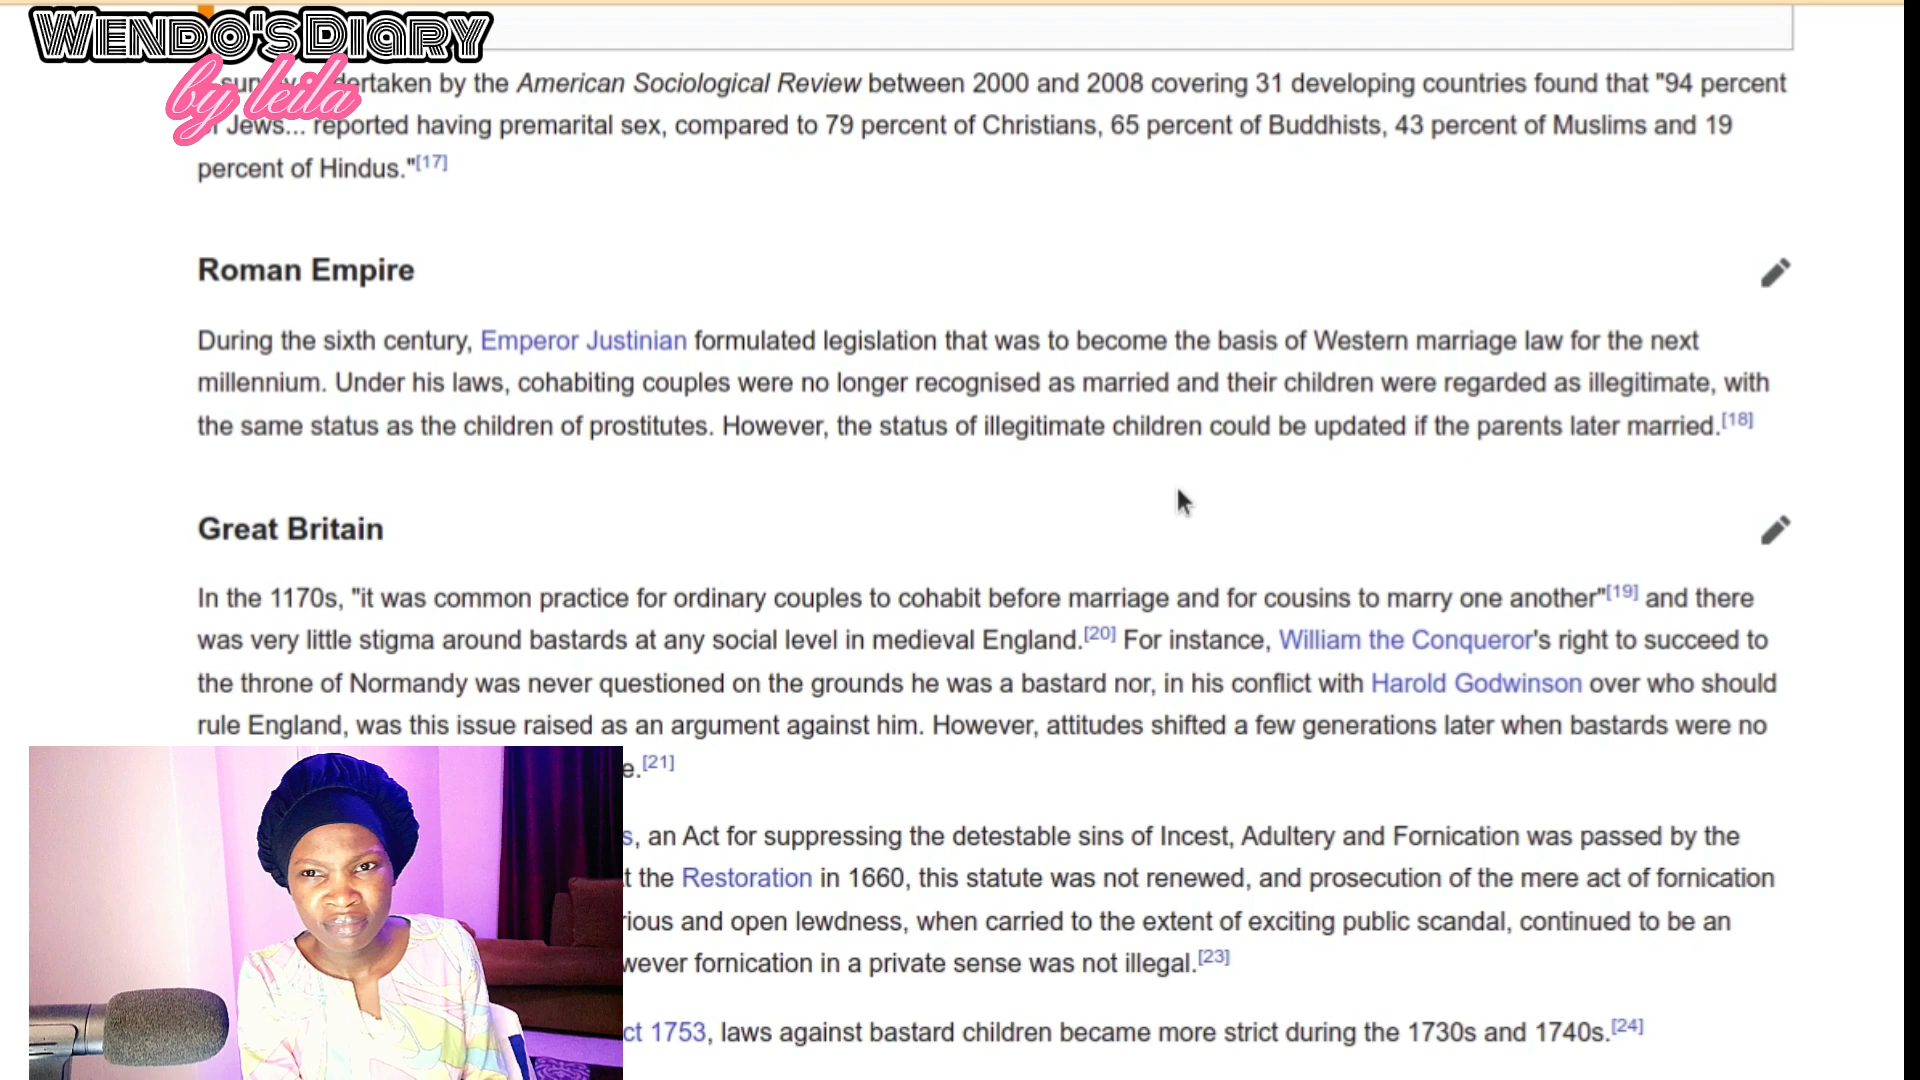 WENDO'S DIARY
by leila
dertaken by the American Sociological Review between 2000 and 2008 covering 31 developing countries found that "94 percent
Jews... reported having premarital sex, compared to 79 percent of Christians, 65 percent of Buddhists, 43 percent of Muslims and 19
percent of Hindus."[17]
Roman Empire
During the sixth century, Emperor Justinian formulated legislation that was to become the basis of Western marriage law for the next
millennium. Under his laws, cohabiting couples were no longer recognised as married and their children were regarded as illegitimate, with
the same status as the children of prostitutes. However, the status of illegitimate children could be updated if the parents later married.[18]
Great Britain
In the 1170s, "it was common practice for ordinary couples to cohabit before marriage and for cousins to marry one another"[19] and there
was very little stigma around bastards at any social level in medieval England.[20] For instance, William the Conqueror's right to succeed to
the throne of Normandy was never questioned on the grounds he was a bastard nor, in his conflict with Harold Godwinson over who should
rule England, was this issue raised as an argument against him. However, attitudes shifted a few generations later when bastards were no
e.[21]
s, an Act for suppressing the detestable sins of Incest, Adultery and Fornication was passed by the
t the Restoration in 1660, this statute was not renewed, and prosecution of the mere act of fornication
rious and open lewdness, when carried to the extent of exciting public scandal, continued to be an
wever fornication in a private sense was not illegal.[23]
ct 1753, laws against bastard children became more strict during the 1730s and 1740s.[24]